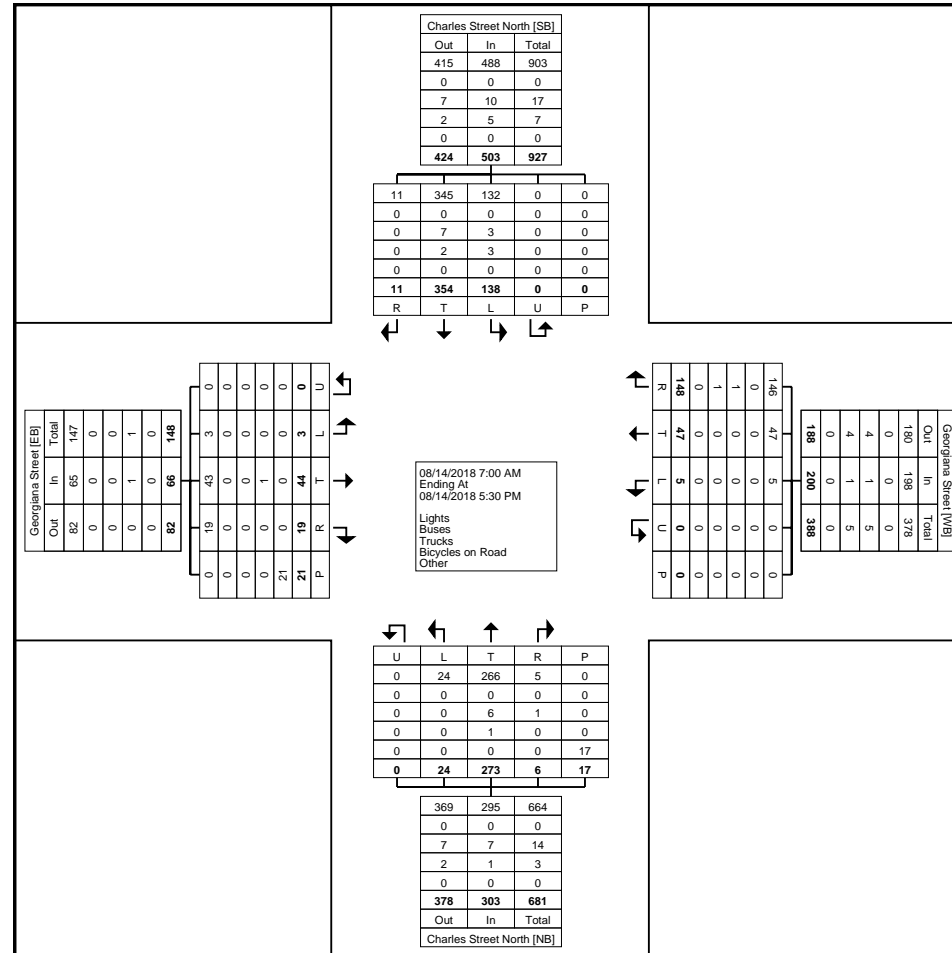 Charles Street North [SB]
Out In Total
415 488 903
0 0 0
7 10 17
2 5 7
0 0 0
424 503 927
11 345 132 0 0
0 0 0 0 0
0 7 3 0 0
0 2 3 0 0
0 0 0 0 0
11 354 138 0 0
R T L U P
Georgiana Street [EB]
Total In Out
147 65 82
0 0 0
0 0 0
1 1 0
0 0 0
148 66 82
0 3 43 19 0
0 0 0 0 0
0 0 0 0 0
0 0 1 0 0
0 0 0 0 21
0 3 44 19 21
U L T R P
08/14/2018 7:00 AM
Ending At
08/14/2018 5:30 PM
Lights
Buses
Trucks
Bicycles on Road
Other
Georgiana Street [WB]
Out In Total
180 198 378
0 0 0
4 1 5
4 1 5
0 0 0
188 200 388
146 47 5 0 0
0 0 0 0 0
1 0 0 0 0
1 0 0 0 0
0 0 0 0 0
148 47 5 0 0
R T L U P
U L T R P
0 24 266 5 0
0 0 0 0 0
0 0 6 1 0
0 0 1 0 0
0 0 0 0 17
0 24 273 6 17
369 295 664
0 0 0
7 7 14
2 1 3
0 0 0
378 303 681
Out In Total
Charles Street North [NB]